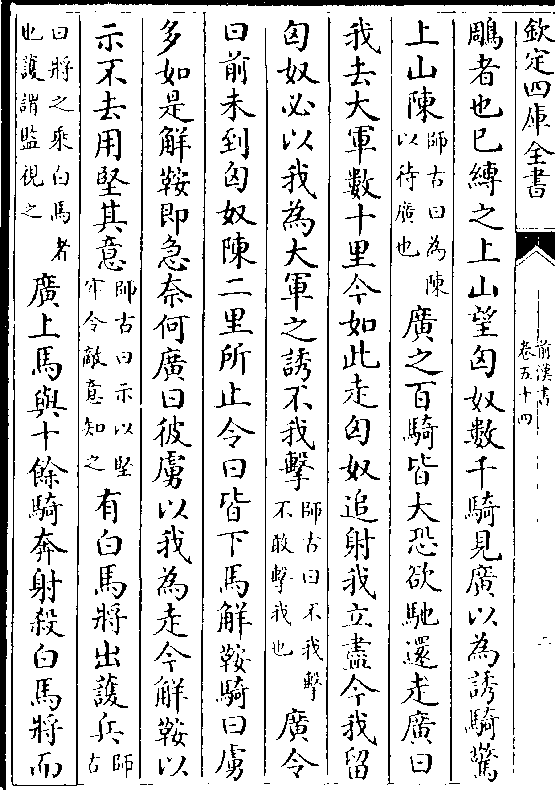 欽定四庫全書
前漢書
卷五十四
鵰者也已縛之上山望匈奴數千騎見廣以為誘騎驚
上山陳師古曰為陳以待廣也廣之百騎皆大恐欲馳還走廣曰
我去大軍數十里今如此走匈奴追射我立盡今我留
匈奴必以我為大軍之誘不我擊師古曰不我擊不敢擊我也廣令
曰前未到匈奴陳二里所止令曰皆下馬解鞍騎曰虜
多如是解鞍即急奈何廣曰彼虜以我為走今解鞍以
示不去用堅其意師古曰示以堅牢令敵意知之有白馬將出護兵師古
曰將之乘白馬者也護謂監視之廣上馬與十餘騎奔射殺白馬將而